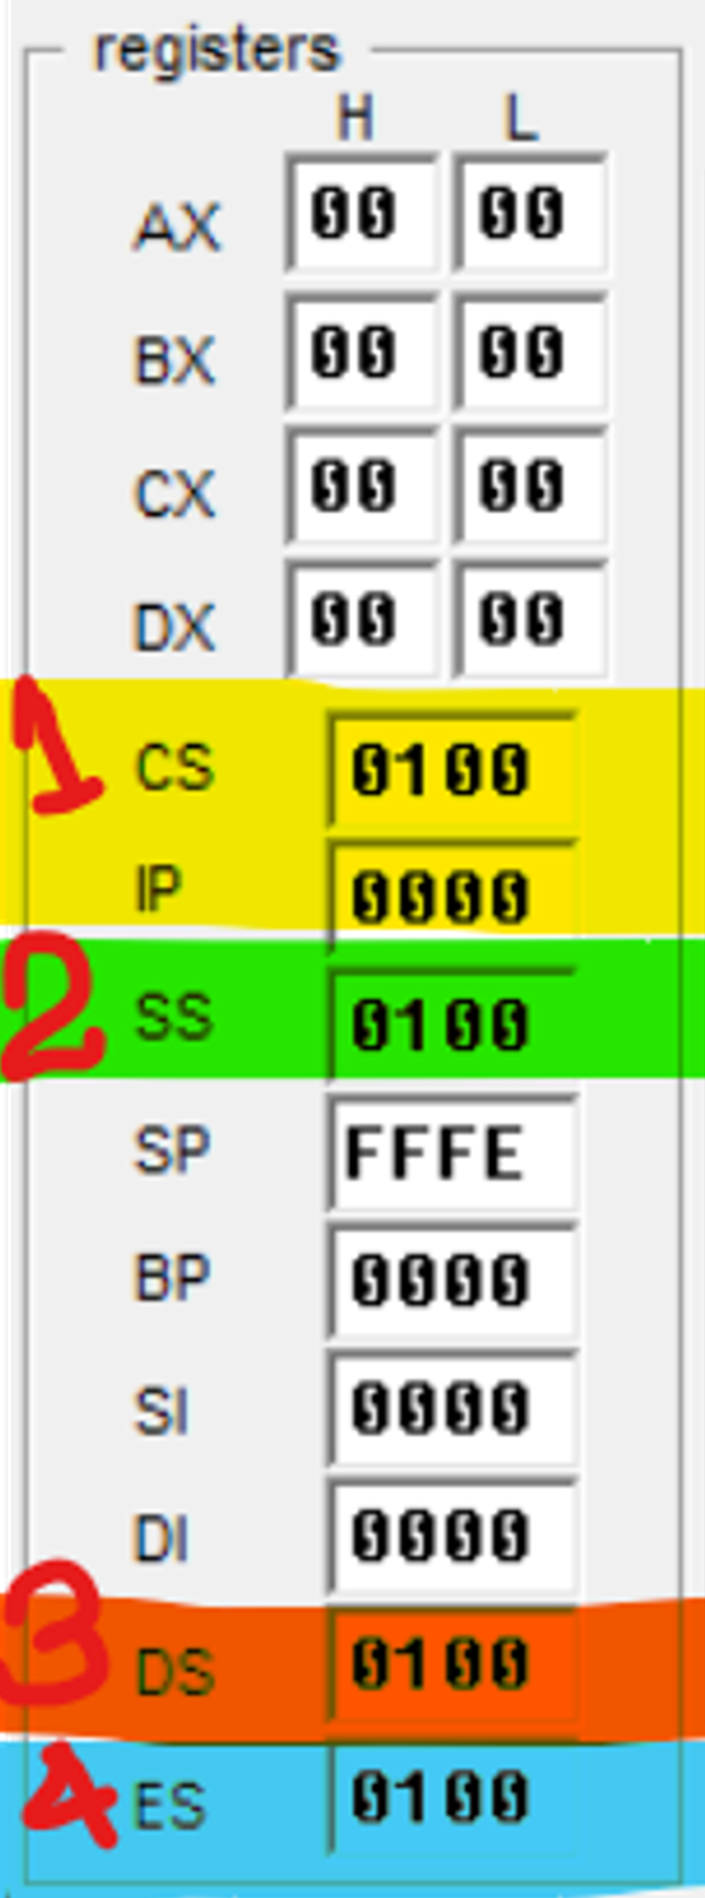 registers
H L
AX 00 00
BX 00 00
CX 00 00
DX 00 00
1 CS 0100
IP 0000
2 SS 0100
SP FFFE
BP 0000
SI 0000
DI 0000
3 DS 0100
4 ES 0100